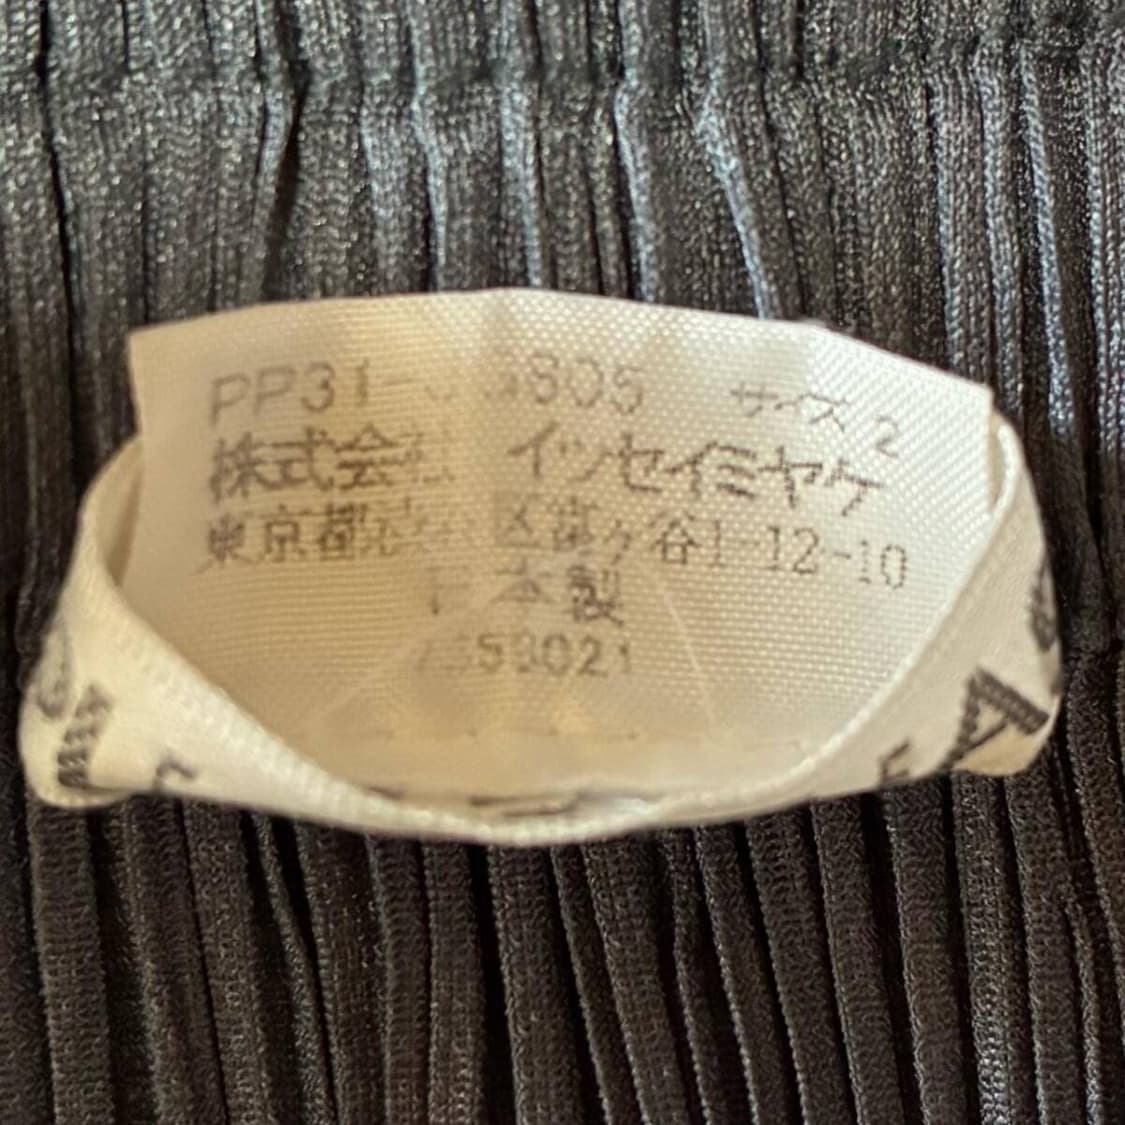 サイズ 2
株式会社 イッセイミヤケ
東京都渋谷区富ヶ谷1-12-10
日本製